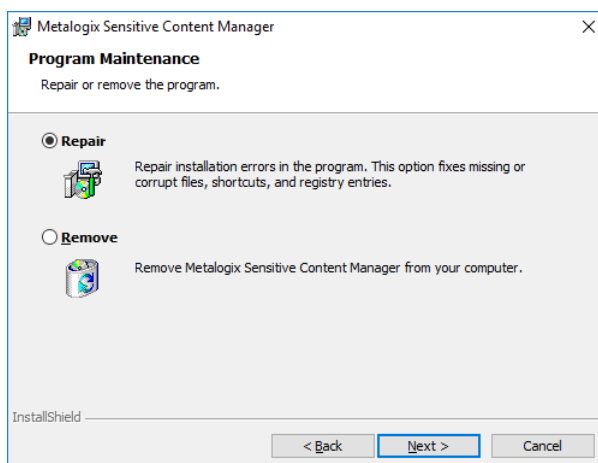 Metalogix Sensitive Content Manager
Program Maintenance
Repair or remove the program.
Repair
Repair installation errors in the program. This option fixes missing or
corrupt files, shortcuts, and registry entries.
Remove
Remove Metalogix Sensitive Content Manager from your computer.
InstallShield
< Back
Next >
Cancel